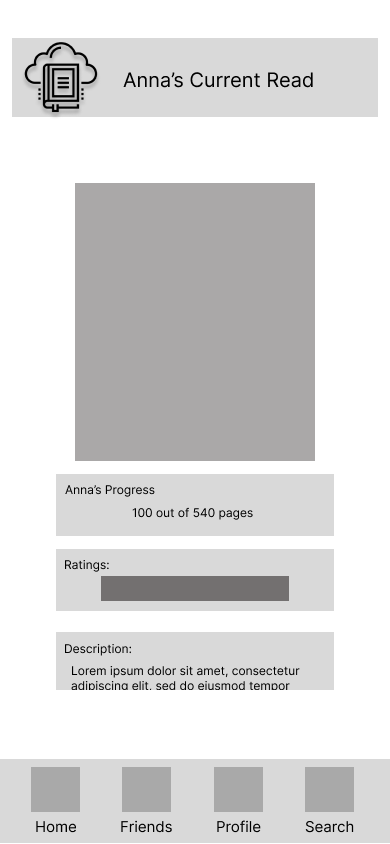 Anna’s Current Read
Anna’s Progress
100 out of 540 pages
Ratings:
Description:
Lorem ipsum dolor sit amet, consectetur
adipiscing elit, sed do eiusmod tempor
Home
Friends
Profile
Search